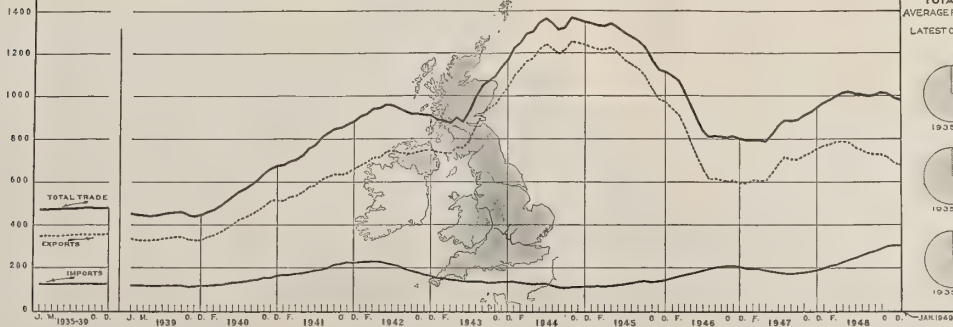 TOTA
AVERAGE
LATEST C
1400
1200
1000
800
600
400
200
0
TOTAL TRADE
EXPORTS
IMPORTS
1935
1935
1935
J. M. 1935-39 O. D. J. M. 1939 O. D. F. 1940 O. D. F. 1941 O. D. F. 1942 O. D. F. 1943 O. D. F. 1944 O. D. F. 1945 O. D. F. 1946 O. D. F. 1947 O. D. F. 1948 O. D. JAN. 1949